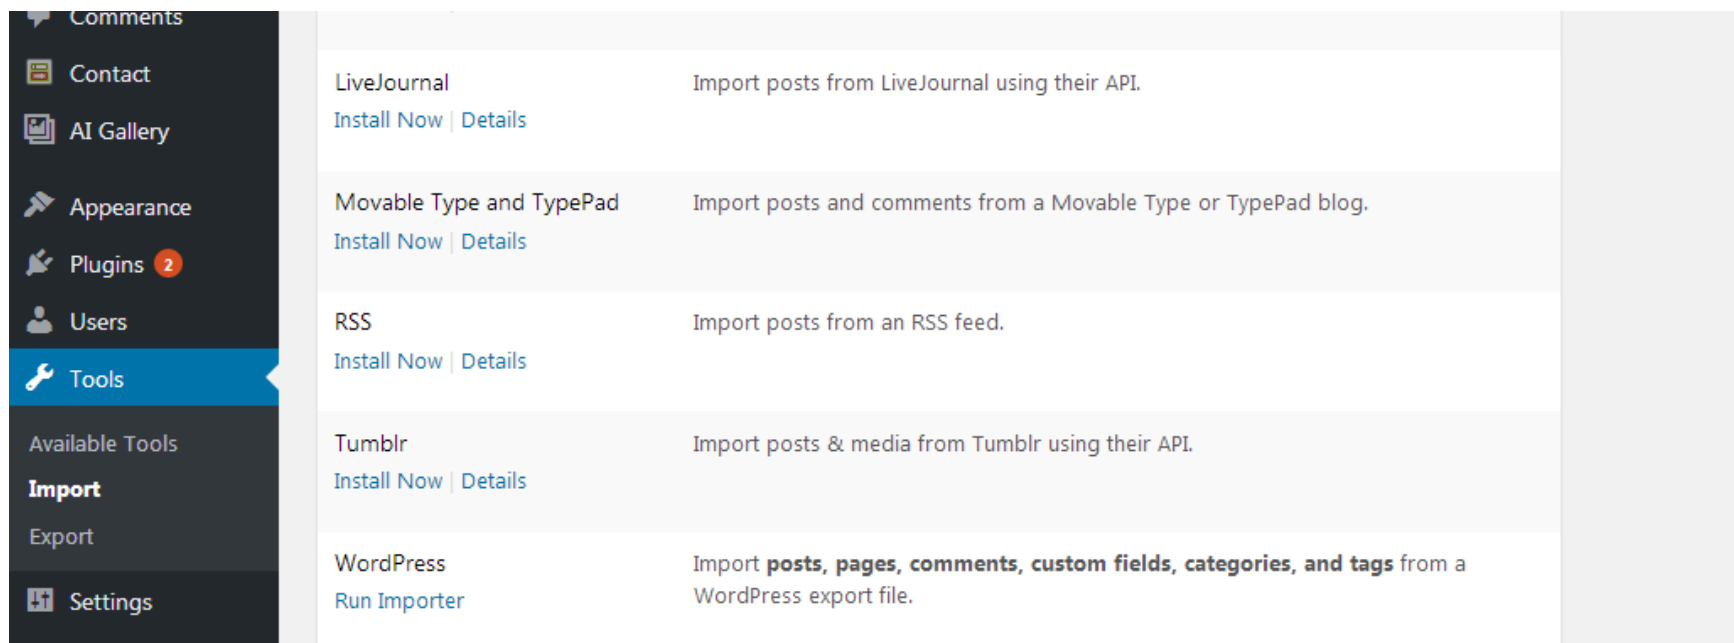 Comments
Contact
AI Gallery
Appearance
Plugins 2
Users
Tools
Available Tools
Import
Export
Settings
LiveJournal
Install Now | Details
Import posts from LiveJournal using their API.
Movable Type and TypePad
Install Now | Details
Import posts and comments from a Movable Type or TypePad blog.
RSS
Install Now | Details
Import posts from an RSS feed.
Tumblr
Install Now | Details
Import posts & media from Tumblr using their API.
WordPress
Run Importer
Import posts, pages, comments, custom fields, categories, and tags from a
WordPress export file.